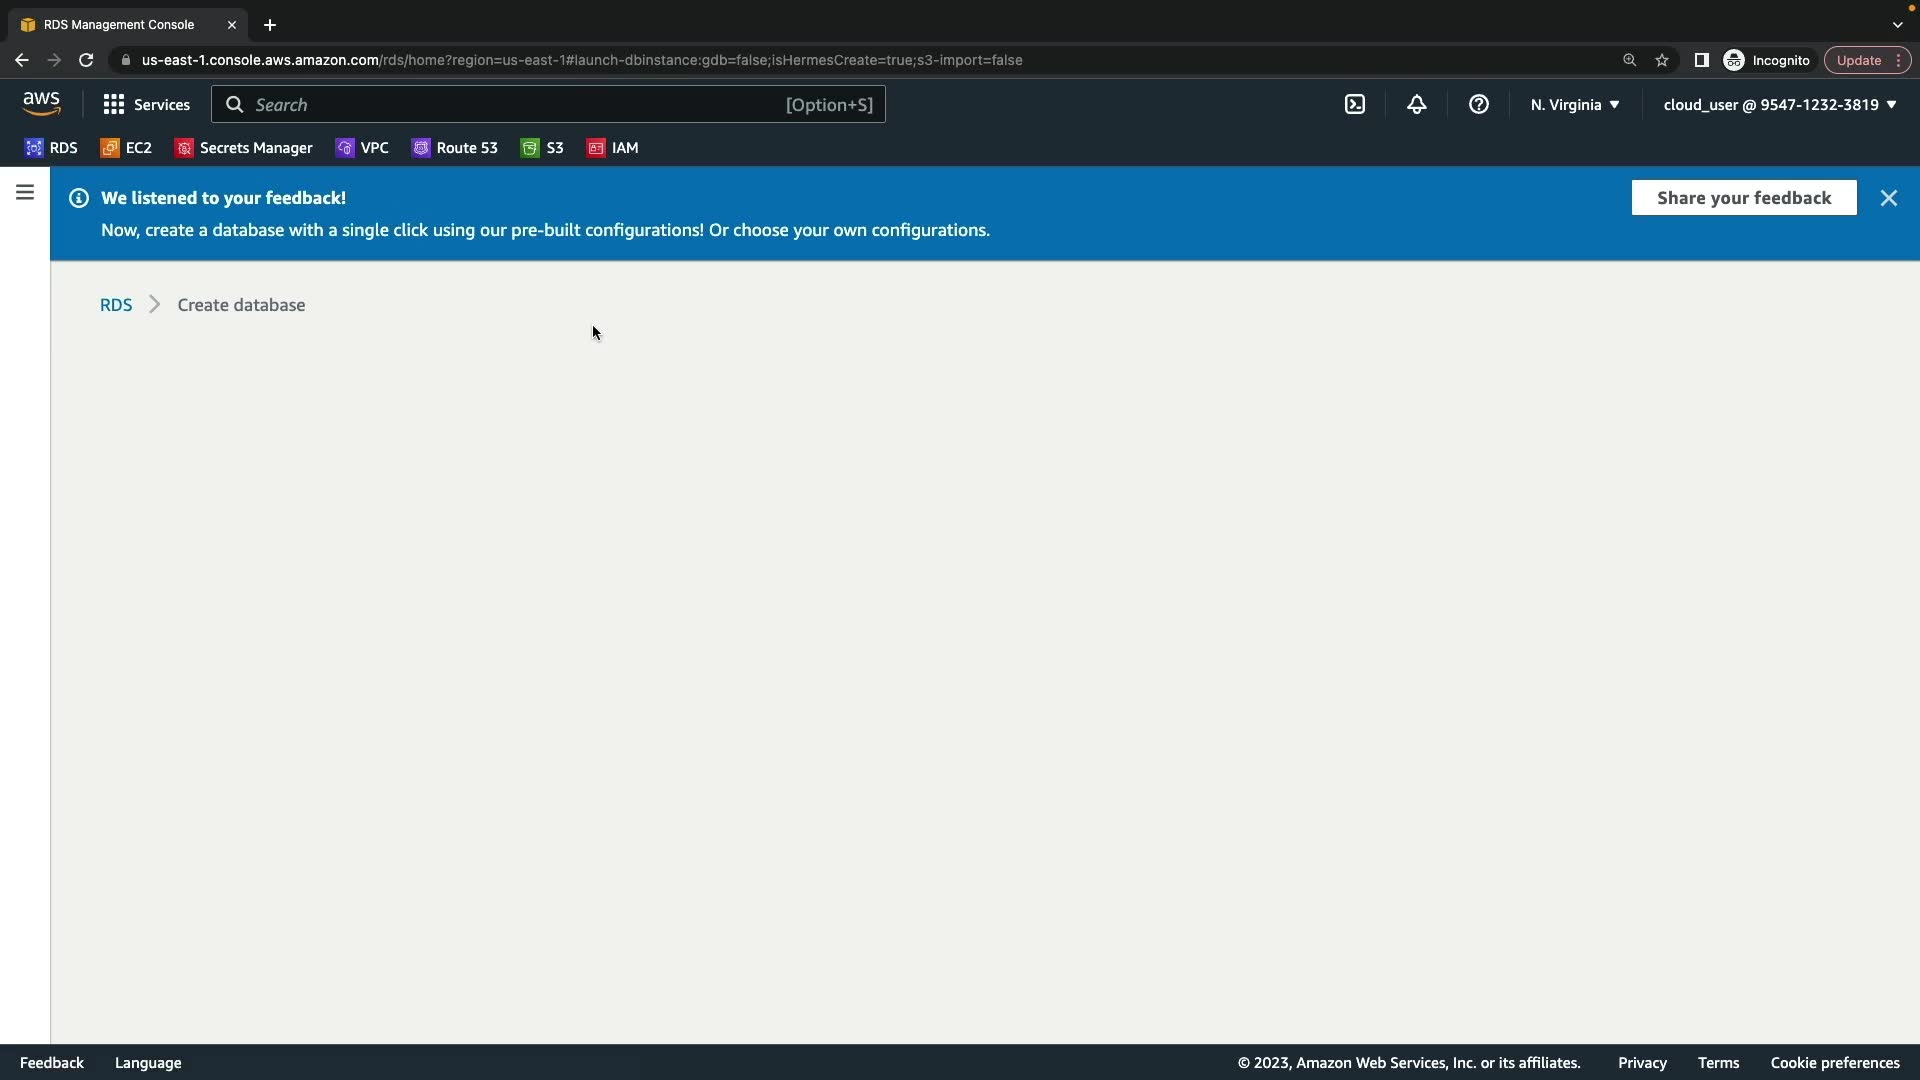 RDS Management Console
us-east-1.console.aws.amazon.com/rds/home?region=us-east-1#launch-dbinstance:gdb=false;isHermesCreate=true;s3-import=false
Incognito
Update
aws
Services
Search
[Option+S]
N. Virginia
cloud_user @ 9547-1232-3819
RDS
EC2
Secrets Manager
VPC
Route 53
S3
IAM
We listened to your feedback!
Now, create a database with a single click using our pre-built configurations! Or choose your own configurations.
Share your feedback
RDS
Create database
Feedback
Language
© 2023, Amazon Web Services, Inc. or its affiliates.
Privacy
Terms
Cookie preferences